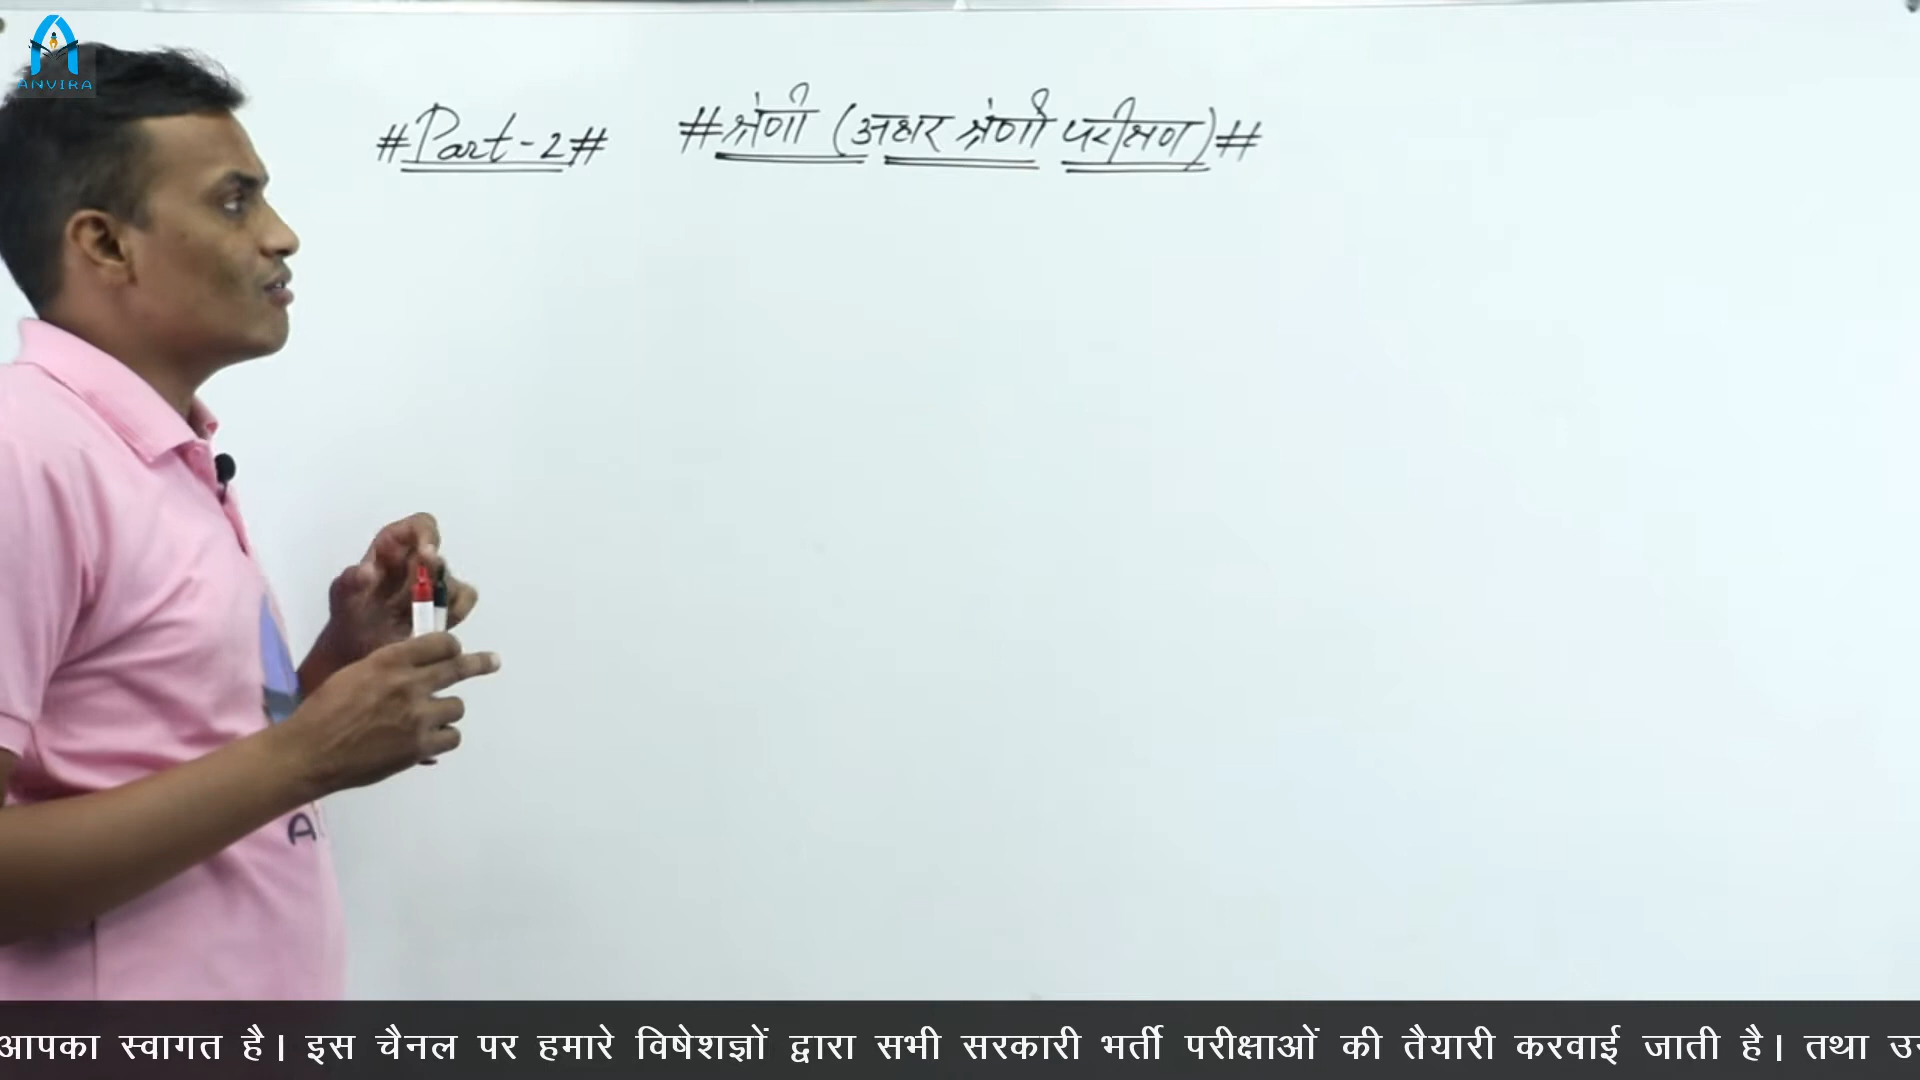 ANVIRA
#Part-2# #श्रेणी (अक्षर श्रेणी परीक्षण)#
A
आपका स्वागत है। इस चैनल पर हमारे विषेशज्ञों द्वारा सभी सरकारी भर्ती परीक्षाओं की तैयारी करवाई जाती है। तथा